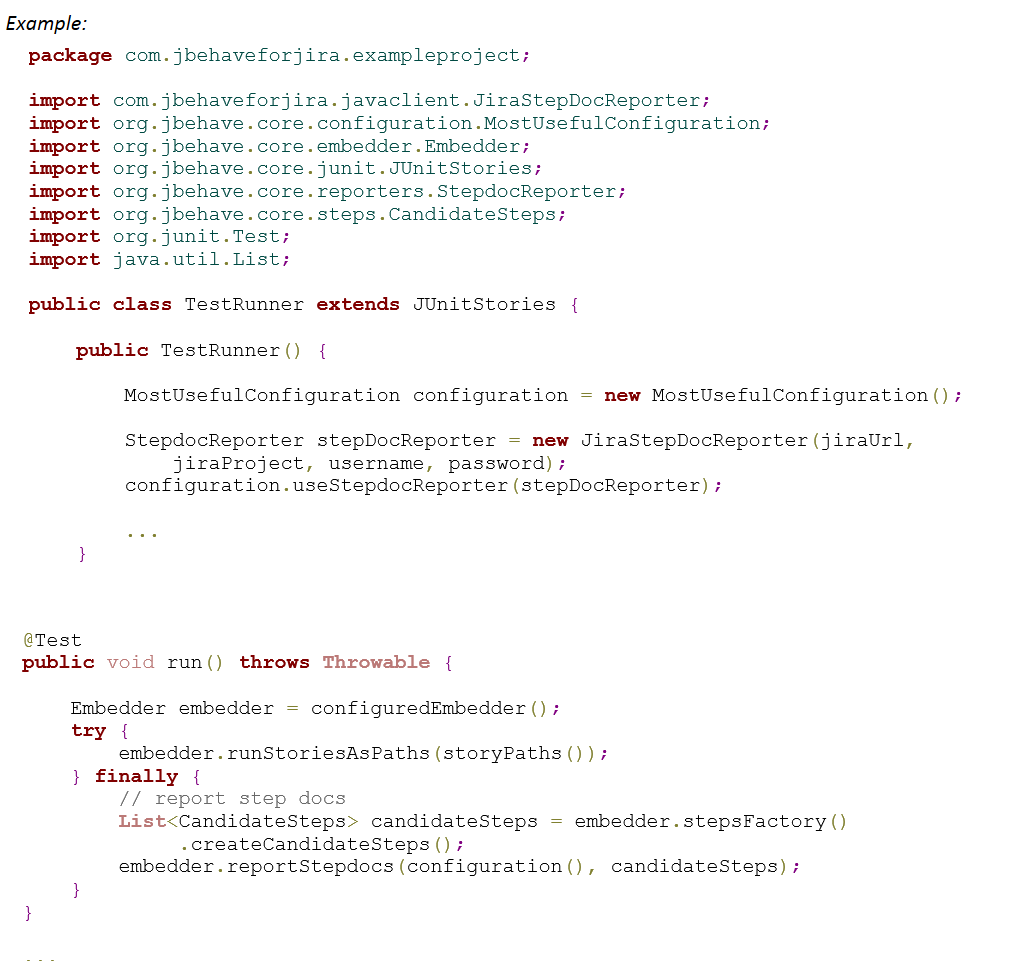 Example:
package com.jbehaveforjira.exampleproject;
import com.jbehaveforjira.javaclient.JiraStepDocReporter;
import org.jbehave.core.configuration.MostUsefulConfiguration;
import org.jbehave.core.embedder.Embedder;
import org.jbehave.core.junit.JUnitStories;
import org.jbehave.core.reporters.StepdocReporter;
import org.jbehave.core.steps.CandidateSteps;
import org.junit.Test;
import java.util.List;
public class TestRunner extends JUnitStories {
public TestRunner() {
MostUsefulConfiguration configuration = new MostUsefulConfiguration();
StepdocReporter stepDocReporter = new JiraStepDocReporter(jiraUrl,
jiraProject, username, password);
configuration.useStepdocReporter(stepDocReporter);
...
}
@Test
public void run() throws Throwable {
Embedder embedder = configuredEmbedder();
try {
embedder.runStoriesAsPaths(storyPaths());
} finally {
// report step docs
List<CandidateSteps> candidateSteps = embedder.stepsFactory()
.createCandidateSteps();
embedder.reportStepdocs(configuration(), candidateSteps);
}
}
...